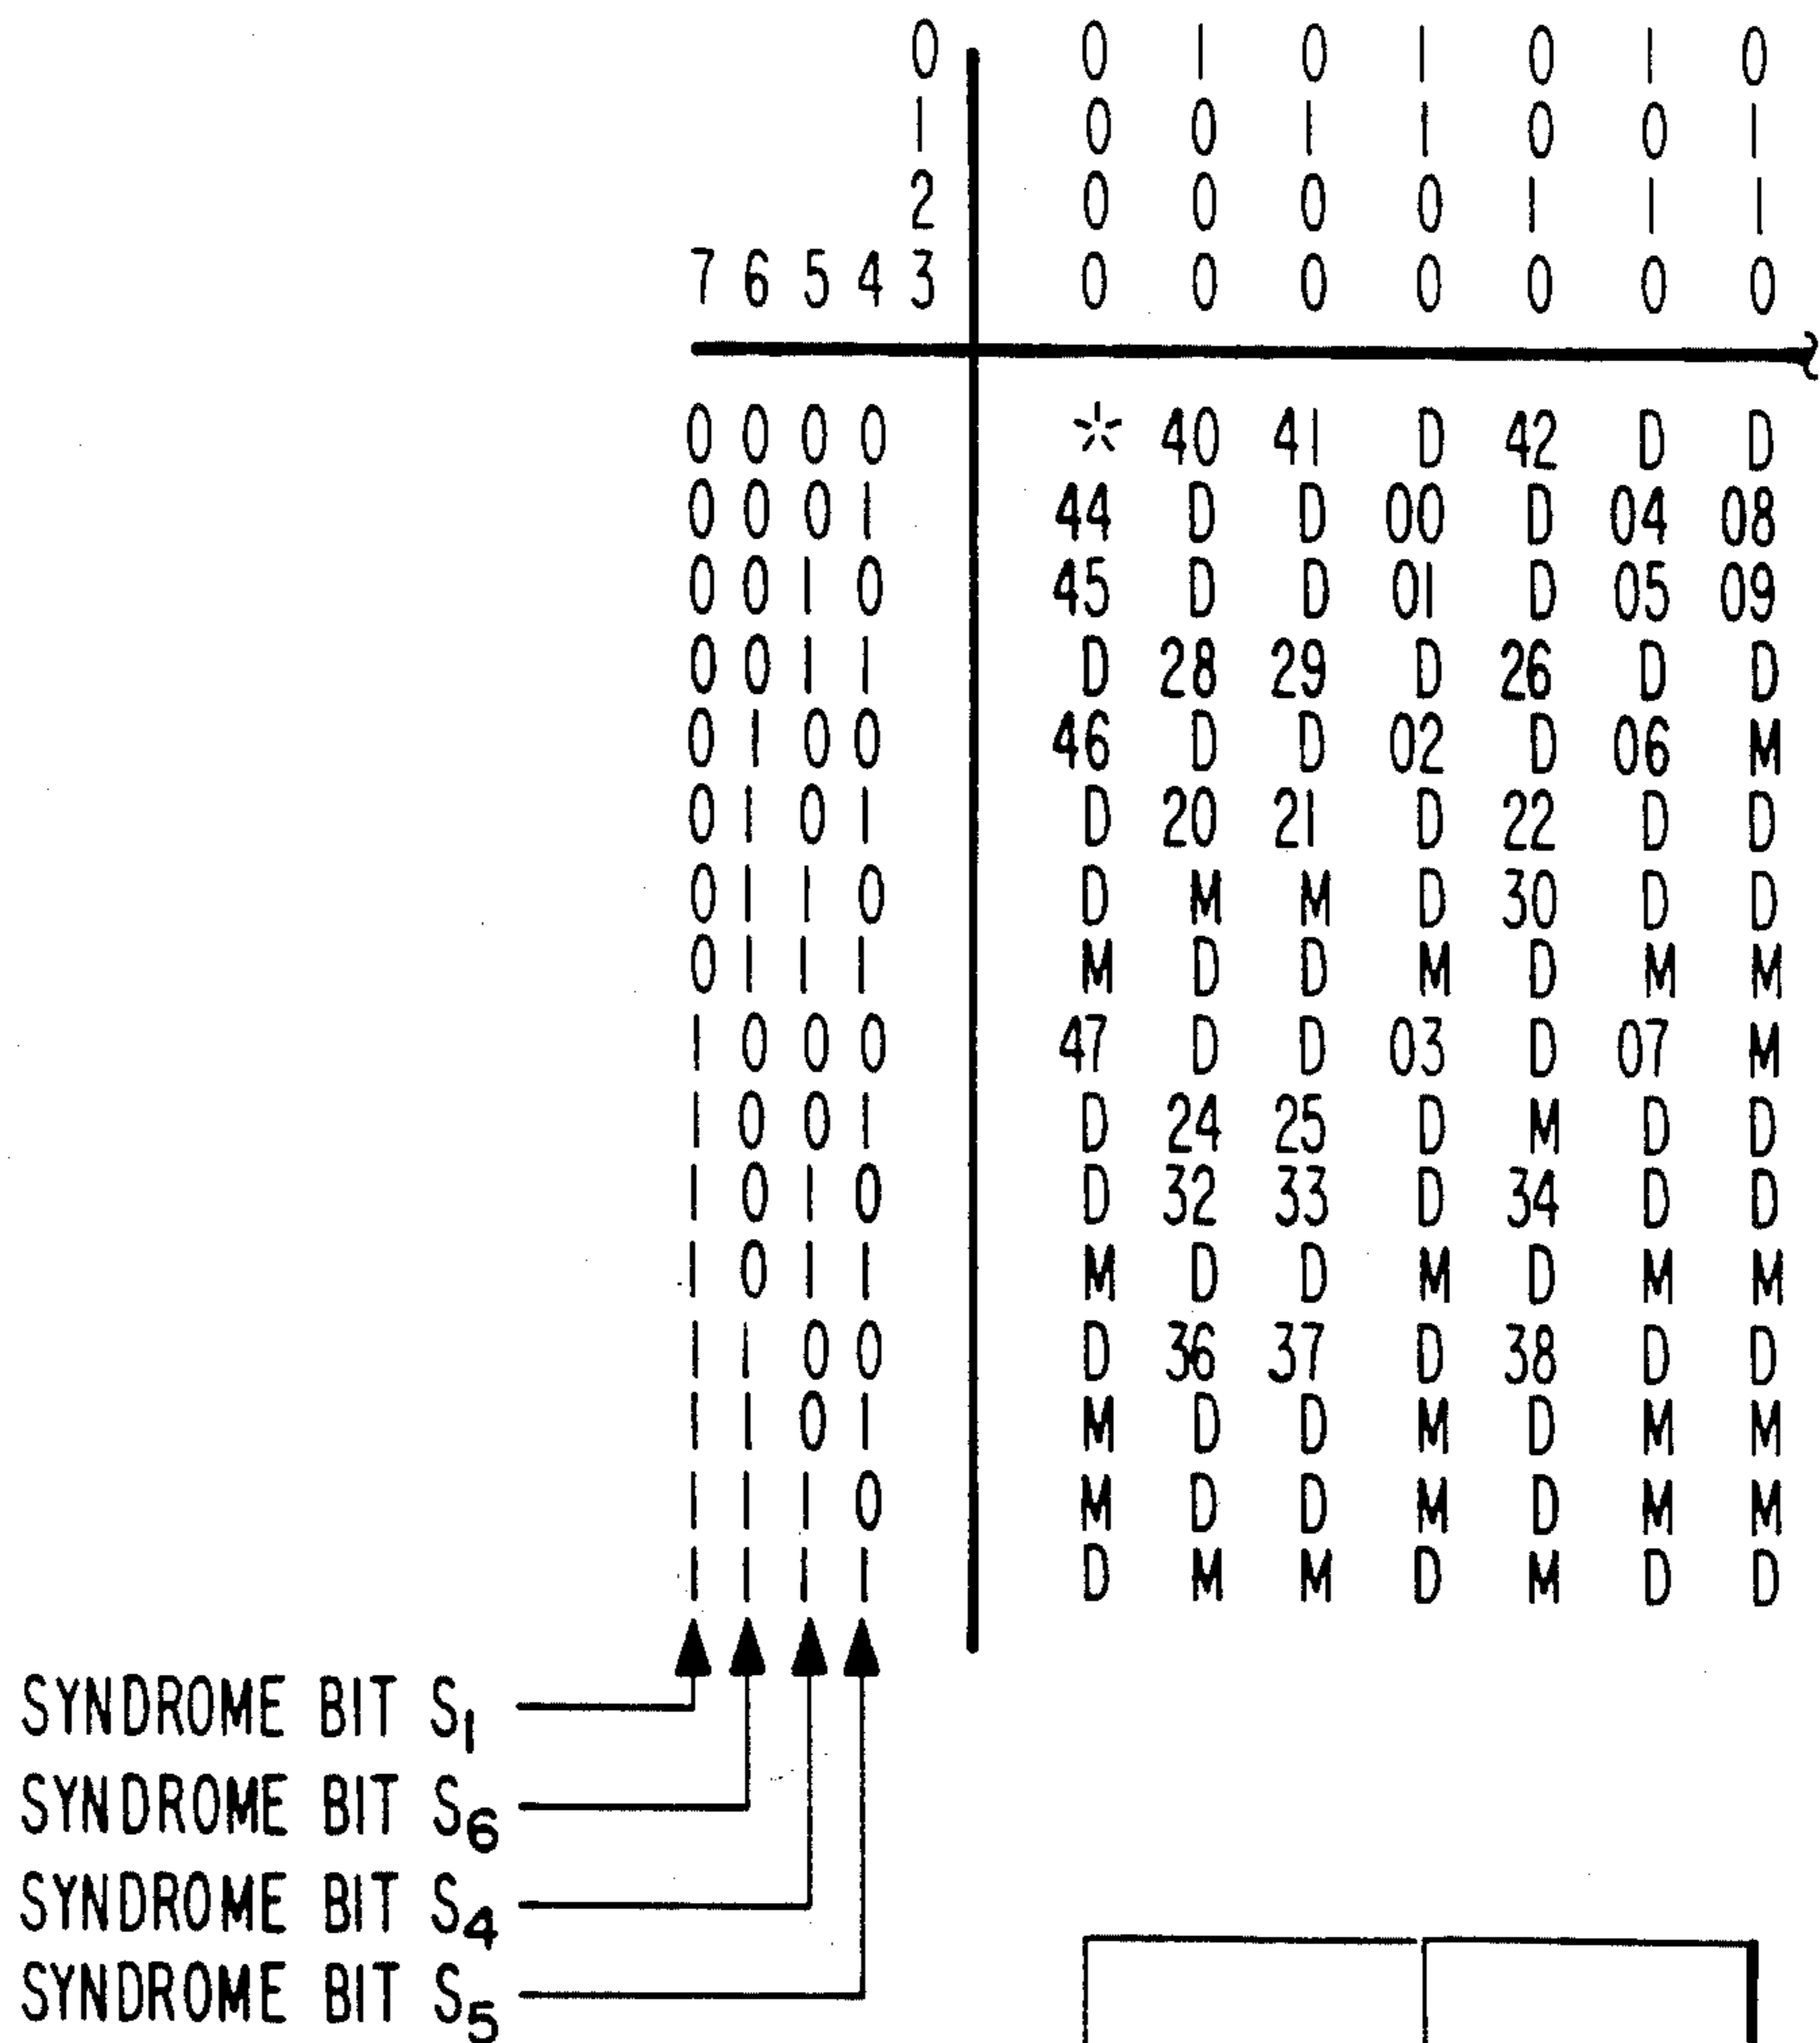 0 0 1 0 1 0 1 0
1 0 0 1 1 0 0 1
2 0 0 0 0 1 1 1
7 6 5 4 3 0 0 0 0 0 0 0
0 0 0 0 * 40 41 D 42 D D
0 0 0 1 44 D D 00 D 04 08
0 0 1 0 45 D D 01 D 05 09
0 0 1 1 D 28 29 D 26 D D
0 1 0 0 46 D D 02 D 06 M
0 1 0 1 D 20 21 D 22 D D
0 1 1 0 D M M D 30 D D
0 1 1 1 M D D M D M M
1 0 0 0 47 D D 03 D 07 M
1 0 0 1 D 24 25 D M D D
1 0 1 0 D 32 33 D 34 D D
1 0 1 1 M D D M D M M
1 1 0 0 D 36 37 D 38 D D
1 1 0 1 M D D M D M M
1 1 1 0 M D D M D M M
1 1 1 1 D M M D M D D
SYNDROME BIT S1
SYNDROME BIT S6
SYNDROME BIT S4
SYNDROME BIT S5